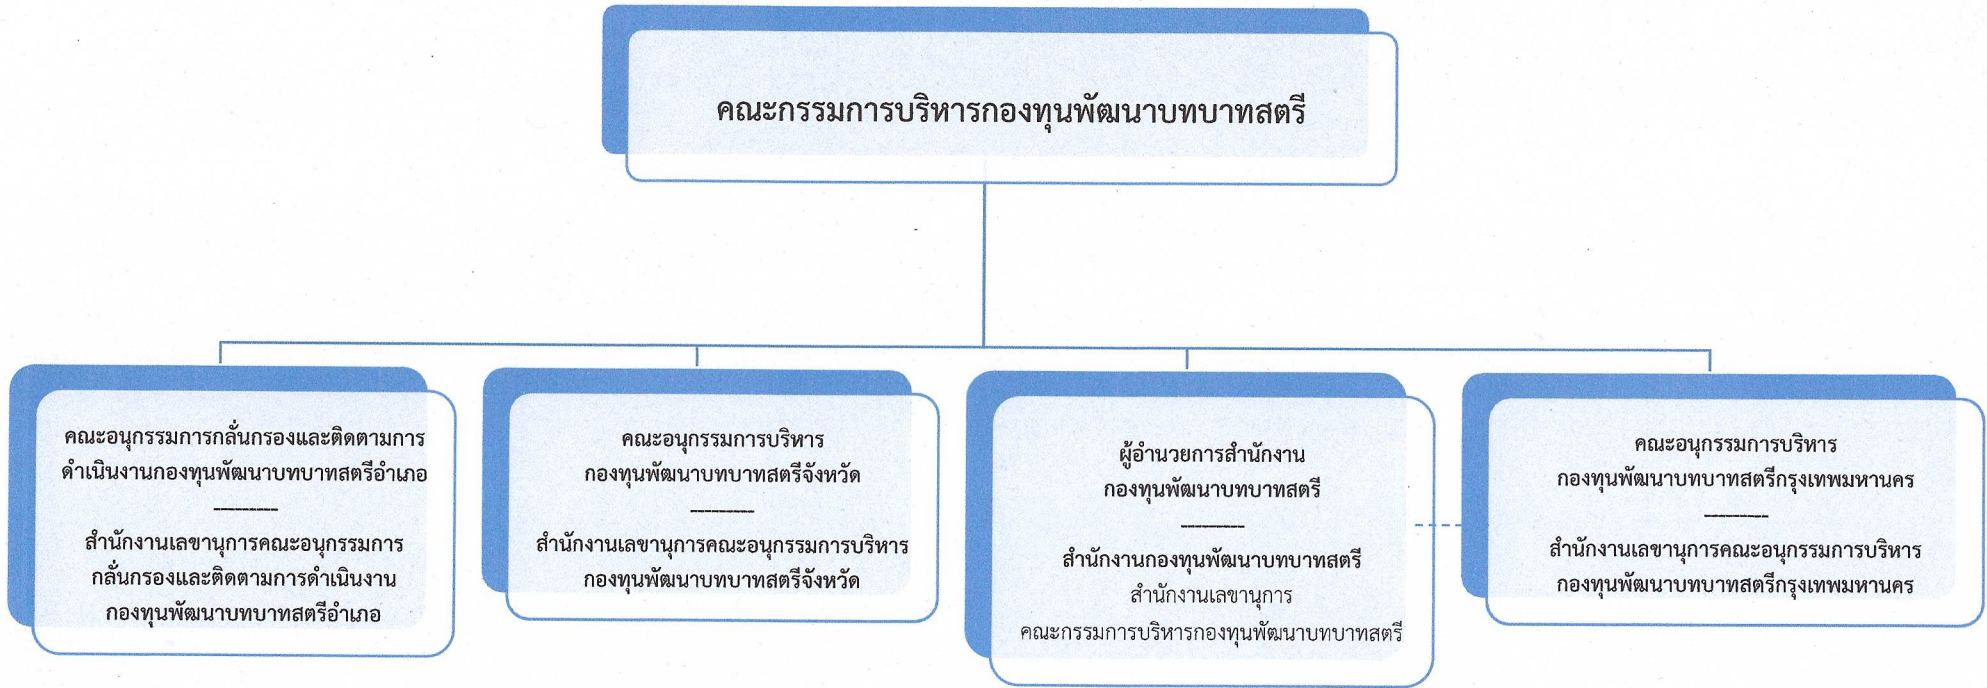 คณะกรรมการบริหารกองทุนพัฒนาบทบาทสตรี
คณะอนุกรรมการกลั่นกรองและติดตามการ
ดำเนินงานกองทุนพัฒนาบทบาทสตรีอำเภอ
สำนักงานเลขานุการคณะอนุกรรมการ
กลั่นกรองและติดตามการดำเนินงาน
กองทุนพัฒนาบทบาทสตรีอำเภอ
คณะอนุกรรมการบริหาร
กองทุนพัฒนาบทบาทสตรีจังหวัด
สำนักงานเลขานุการคณะอนุกรรมการบริหาร
กองทุนพัฒนาบทบาทสตรีจังหวัด
ผู้อำนวยการสำนักงาน
กองทุนพัฒนาบทบาทสตรี
สำนักงานกองทุนพัฒนาบทบาทสตรี
สำนักงานเลขานุการ
คณะกรรมการบริหารกองทุนพัฒนาบทบาทสตรี
คณะอนุกรรมการบริหาร
กองทุนพัฒนาบทบาทสตรีกรุงเทพมหานคร
สำนักงานเลขานุการคณะอนุกรรมการบริหาร
กองทุนพัฒนาบทบาทสตรีกรุงเทพมหานคร